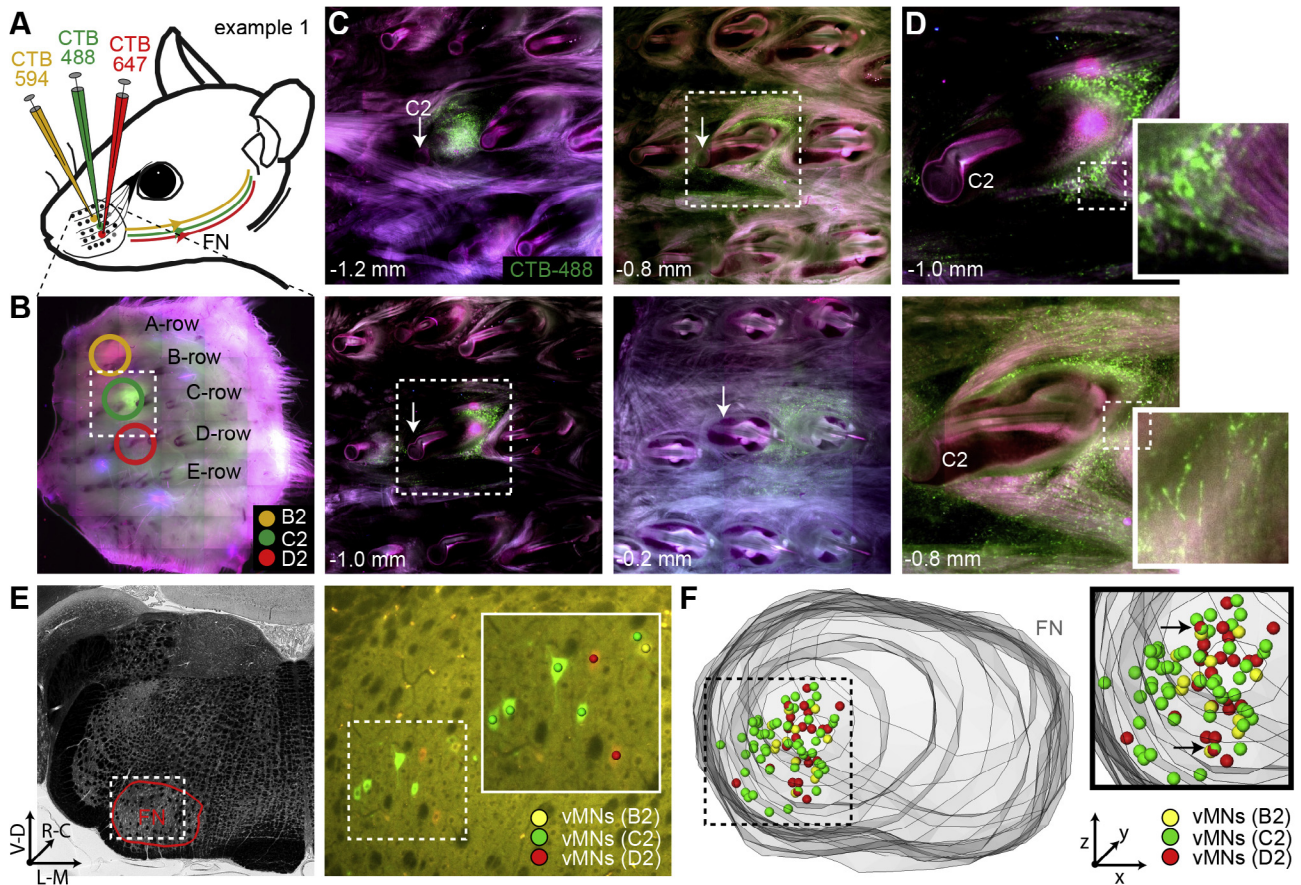 A
example 1
CTB
594
CTB
488
CTB
647
FN
B
A-row
B-row
C-row
D-row
E-row
B2
C2
D2
C
C2
-1.2 mm
CTB-488
-0.8 mm
-1.0 mm
-0.2 mm
D
C2
-1.0 mm
C2
-0.8 mm
E
FN
V-D
R-C
L-M
vMNs (B2)
vMNs (C2)
vMNs (D2)
F
FN
z
y
x
vMNs (B2)
vMNs (C2)
vMNs (D2)